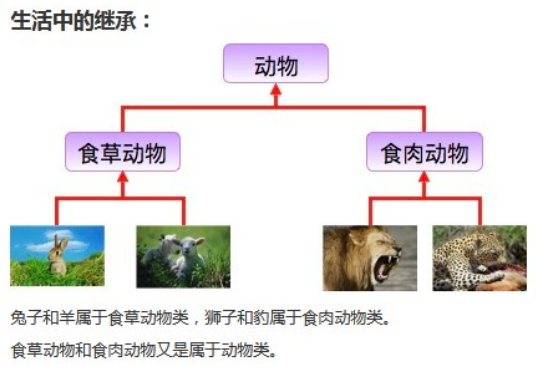 生活中的继承：
动物
食草动物
食肉动物
兔子和羊属于食草动物类，狮子和豹属于食肉动物类。
食草动物和食肉动物又是属于动物类。